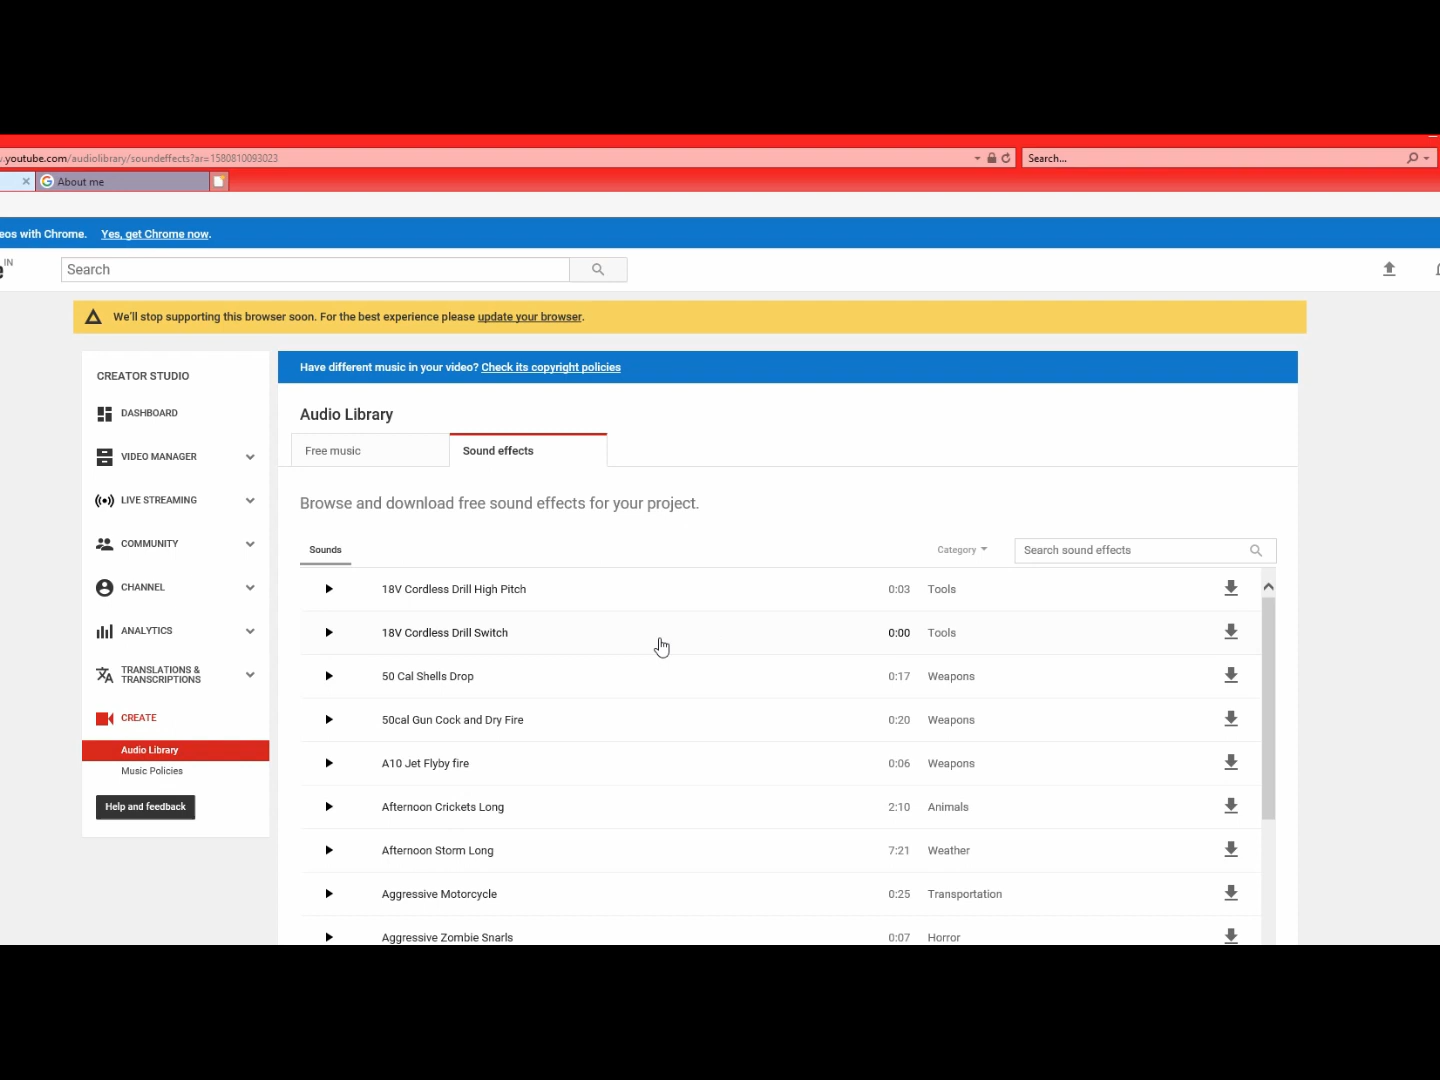 .youtube.com/audiolibrary/soundeffects?ar=1580810093023
Search...
About me
eos with Chrome. Yes, get Chrome now.
e IN
Search
We'll stop supporting this browser soon. For the best experience please update your browser.
CREATOR STUDIO
DASHBOARD
VIDEO MANAGER
LIVE STREAMING
COMMUNITY
CHANNEL
ANALYTICS
TRANSLATIONS &
TRANSCRIPTIONS
CREATE
Audio Library
Music Policies
Help and feedback
Have different music in your video? Check its copyright policies
Audio Library
Free music
Sound effects
Browse and download free sound effects for your project.
Sounds
Category
Search sound effects
18V Cordless Drill High Pitch 0:03 Tools
18V Cordless Drill Switch 0:00 Tools
50 Cal Shells Drop 0:17 Weapons
50cal Gun Cock and Dry Fire 0:20 Weapons
A10 Jet Flyby fire 0:06 Weapons
Afternoon Crickets Long 2:10 Animals
Afternoon Storm Long 7:21 Weather
Aggressive Motorcycle 0:25 Transportation
Aggressive Zombie Snarls 0:07 Horror